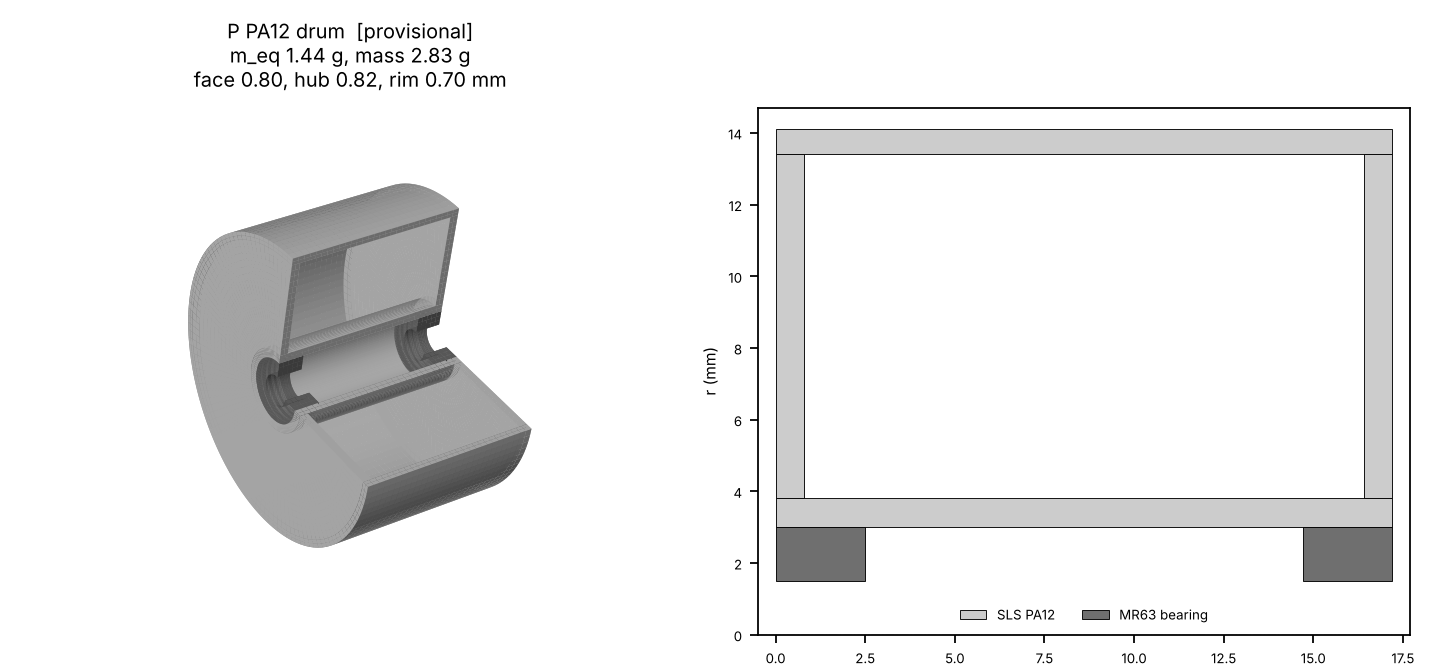 P PA12 drum [provisional]
m_eq 1.44 g, mass 2.83 g
face 0.80, hub 0.82, rim 0.70 mm
14
12
10
8
6
4
2
0
r (mm)
SLS PA12
MR63 bearing
0.0 2.5 5.0 7.5 10.0 12.5 15.0 17.5